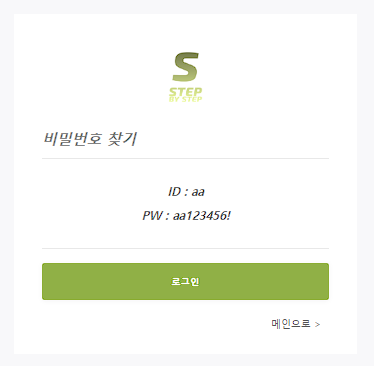 S
STEP
BY STEP
비밀번호 찾기
ID : aa
PW : aa123456!
로그인
메인으로 >